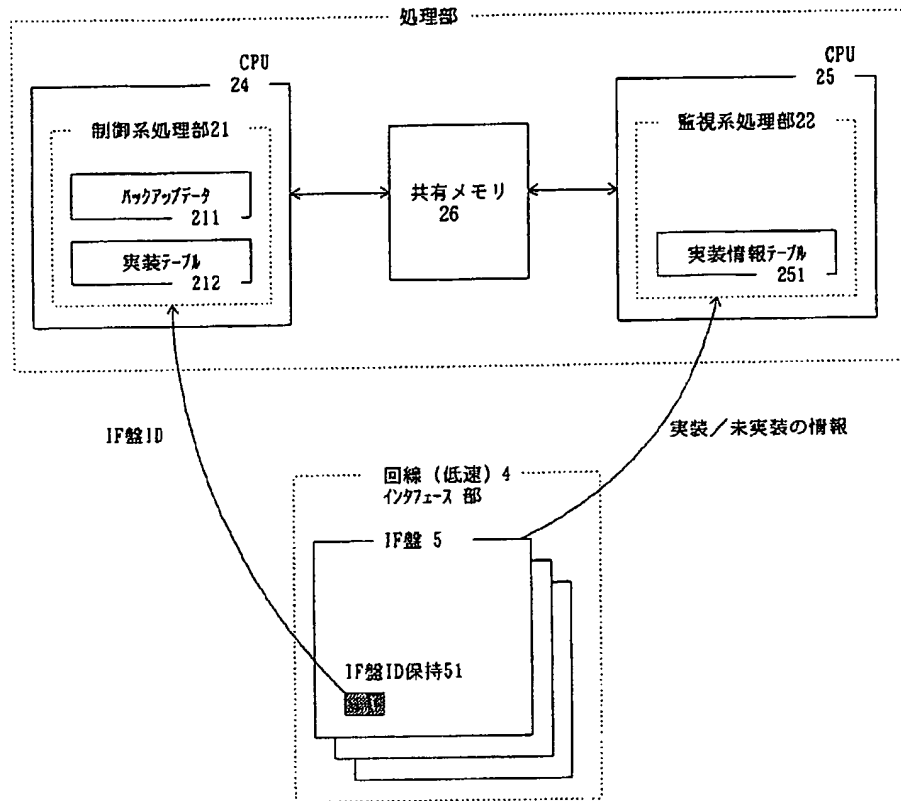 処理部
CPU
24
制御系処理部21
バックアップデータ
211
実装テーブル
212
共有メモリ
26
CPU
25
監視系処理部22
実装情報テーブル
251
IF盤ID
実装／未実装の情報
回線（低速）4
インタフェース 部
IF盤 5
IF盤ID保持51